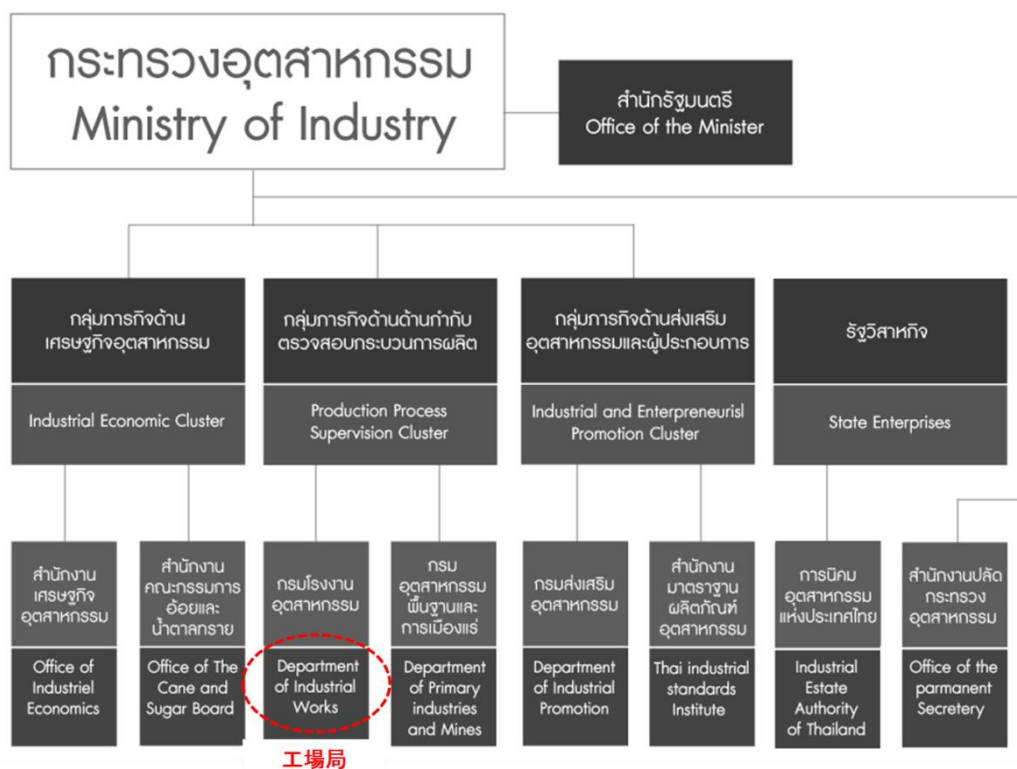 กระทรวงอุตสาหกรรม
Ministry of Industry
สำนักรัฐมนตรี
Office of the Minister
กลุ่มภารกิจด้าน
เศรษฐกิจอุตสาหกรรม
Industrial Economic Cluster
กลุ่มภารกิจด้านด้านกำกับ
ตรวจสอบกระบวนการผลิต
Production Process
Supervision Cluster
กลุ่มภารกิจด้านส่งเสริม
อุตสาหกรรมและผู้ประกอบการ
Industrial and Enterpreneurisl
Promotion Cluster
รัฐวิสาหกิจ
State Enterprises
สำนักงาน
เศรษฐกิจ
อุตสาหกรรม
Office of
Industriel
Economics
สำนักงาน
คณะกรรมการ
อ้อยและ
น้ำตาลทราย
Office of The
Cane and
Sugar Board
กรมโรงงาน
อุตสาหกรรม
Department
of Industrial
Works
工場局
กรม
อุตสาหกรรม
พื้นฐานและ
การเมืองแร่
Department
of Primary
industries
and Mines
กรมส่งเสริม
อุตสาหกรรม
Department
of Industrial
Promotion
สำนักงาน
มาตราฐาน
ผลิตภัณฑ์
อุตสาหกรรม
Thai industrial
standards
Institute
การนิคม
อุตสาหกรรม
แห่งประเทศไทย
Industrial
Estate
Authority
of Thailand
สำนักงานปลัด
กระทรวง
อุตสาหกรรม
Office of the
parmanent
Secretery